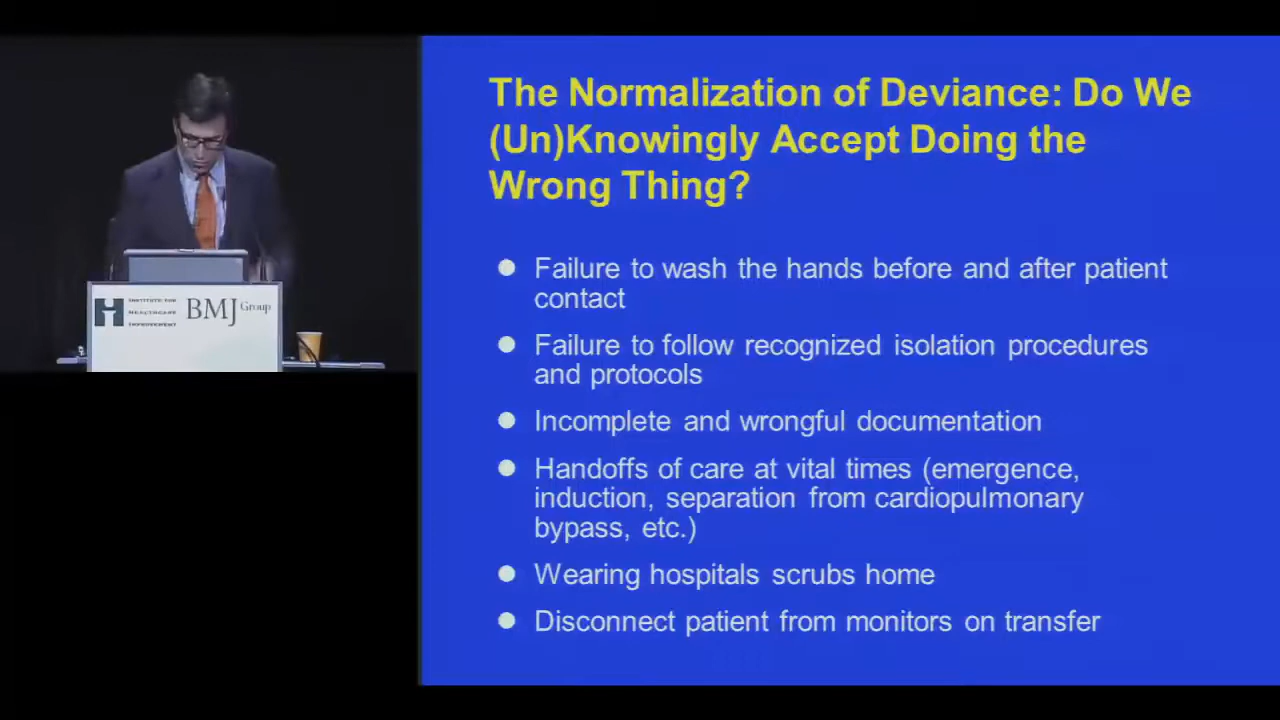 The Normalization of Deviance: Do We
(Un)Knowingly Accept Doing the
Wrong Thing?
Failure to wash the hands before and after patient
contact
Failure to follow recognized isolation procedures
and protocols
Incomplete and wrongful documentation
Handoffs of care at vital times (emergence,
induction, separation from cardiopulmonary
bypass, etc.)
Wearing hospitals scrubs home
Disconnect patient from monitors on transfer
INSTITUTE FOR
HEALTHCARE
IMPROVEMENT
BMJ Group